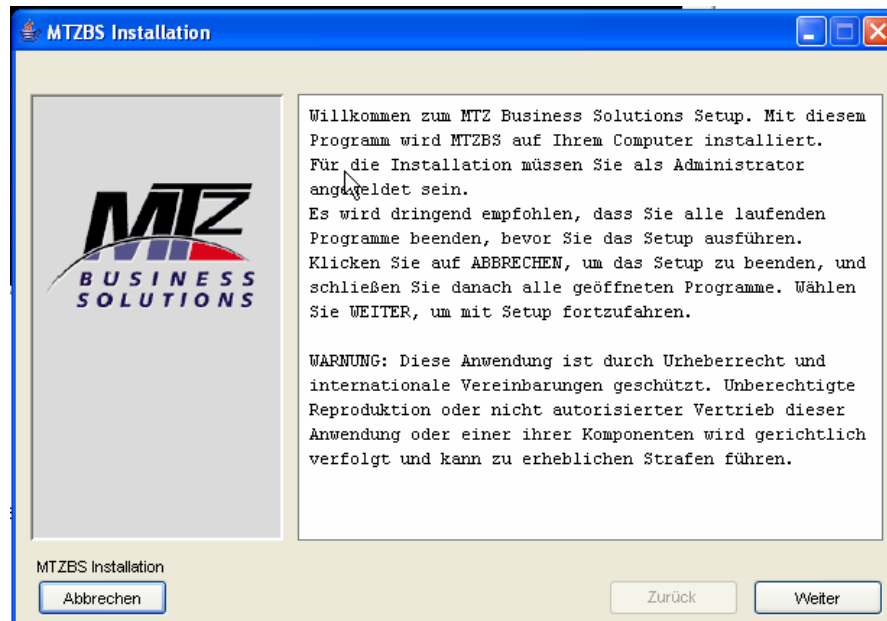 MTZBS Installation
Willkommen zum MTZ Business Solutions Setup. Mit diesem
Programm wird MTZBS auf Ihrem Computer installiert.
Für die Installation müssen Sie als Administrator
angemeldet sein.
Es wird dringend empfohlen, dass Sie alle laufenden
Programme beenden, bevor Sie das Setup ausführen.
Klicken Sie auf ABBRECHEN, um das Setup zu beenden, und
schließen Sie danach alle geöffneten Programme. Wählen
Sie WEITER, um mit Setup fortzufahren.
WARNUNG: Diese Anwendung ist durch Urheberrecht und
internationale Vereinbarungen geschützt. Unberechtigte
Reproduktion oder nicht autorisierter Vertrieb dieser
Anwendung oder einer ihrer Komponenten wird gerichtlich
verfolgt und kann zu erheblichen Strafen führen.
MTZ
BUSINESS
SOLUTIONS
MTZBS Installation
Abbrechen
Zurück
Weiter